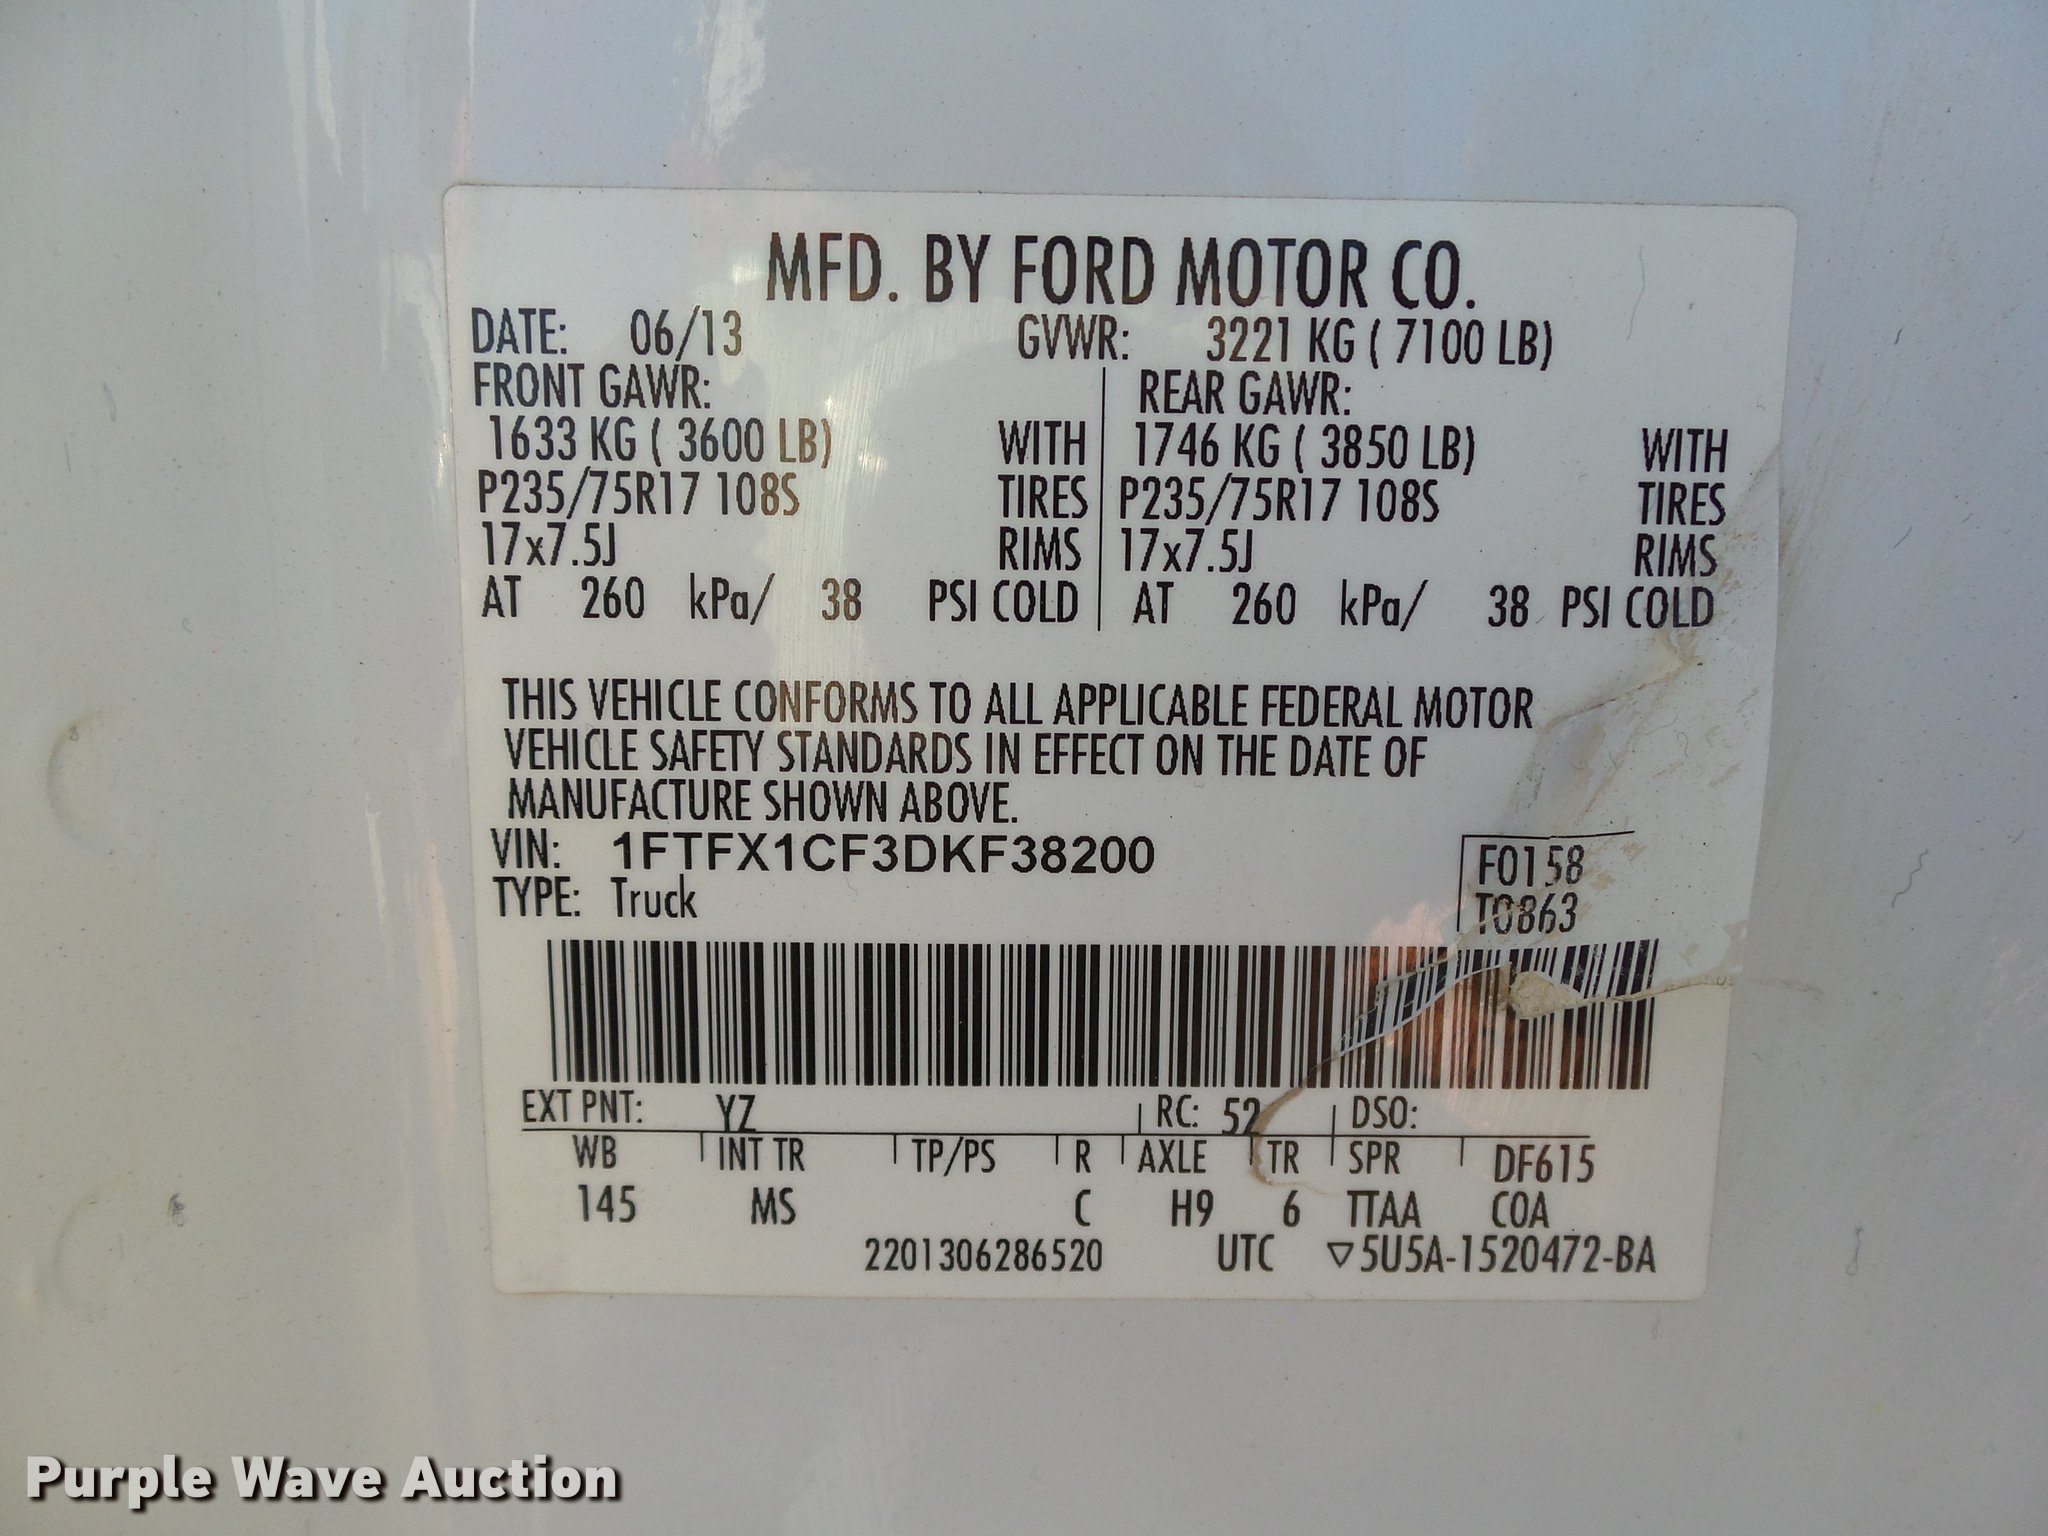 MFD. BY FORD MOTOR CO.
DATE: 06/13 GVWR: 3221 KG ( 7100 LB)
FRONT GAWR: REAR GAWR:
1633 KG ( 3600 LB) WITH 1746 KG ( 3850 LB) WITH
P235/75R17 108S TIRES P235/75R17 108S TIRES
17x7.5J RIMS 17x7.5J RIMS
AT 260 kPa/ 38 PSI COLD AT 260 kPa/ 38 PSI COLD
THIS VEHICLE CONFORMS TO ALL APPLICABLE FEDERAL MOTOR
VEHICLE SAFETY STANDARDS IN EFFECT ON THE DATE OF
MANUFACTURE SHOWN ABOVE.
VIN: 1FTFX1CF3DKF38200 F0158
TYPE: Truck T0863
EXT PNT: YZ RC: 52 DSO:
WB INT TR TP/PS R AXLE TR SPR DF615
145 MS C H9 6 TTAA COA
2201306286520 UTC ▽5U5A-1520472-BA
Purple Wave Auction